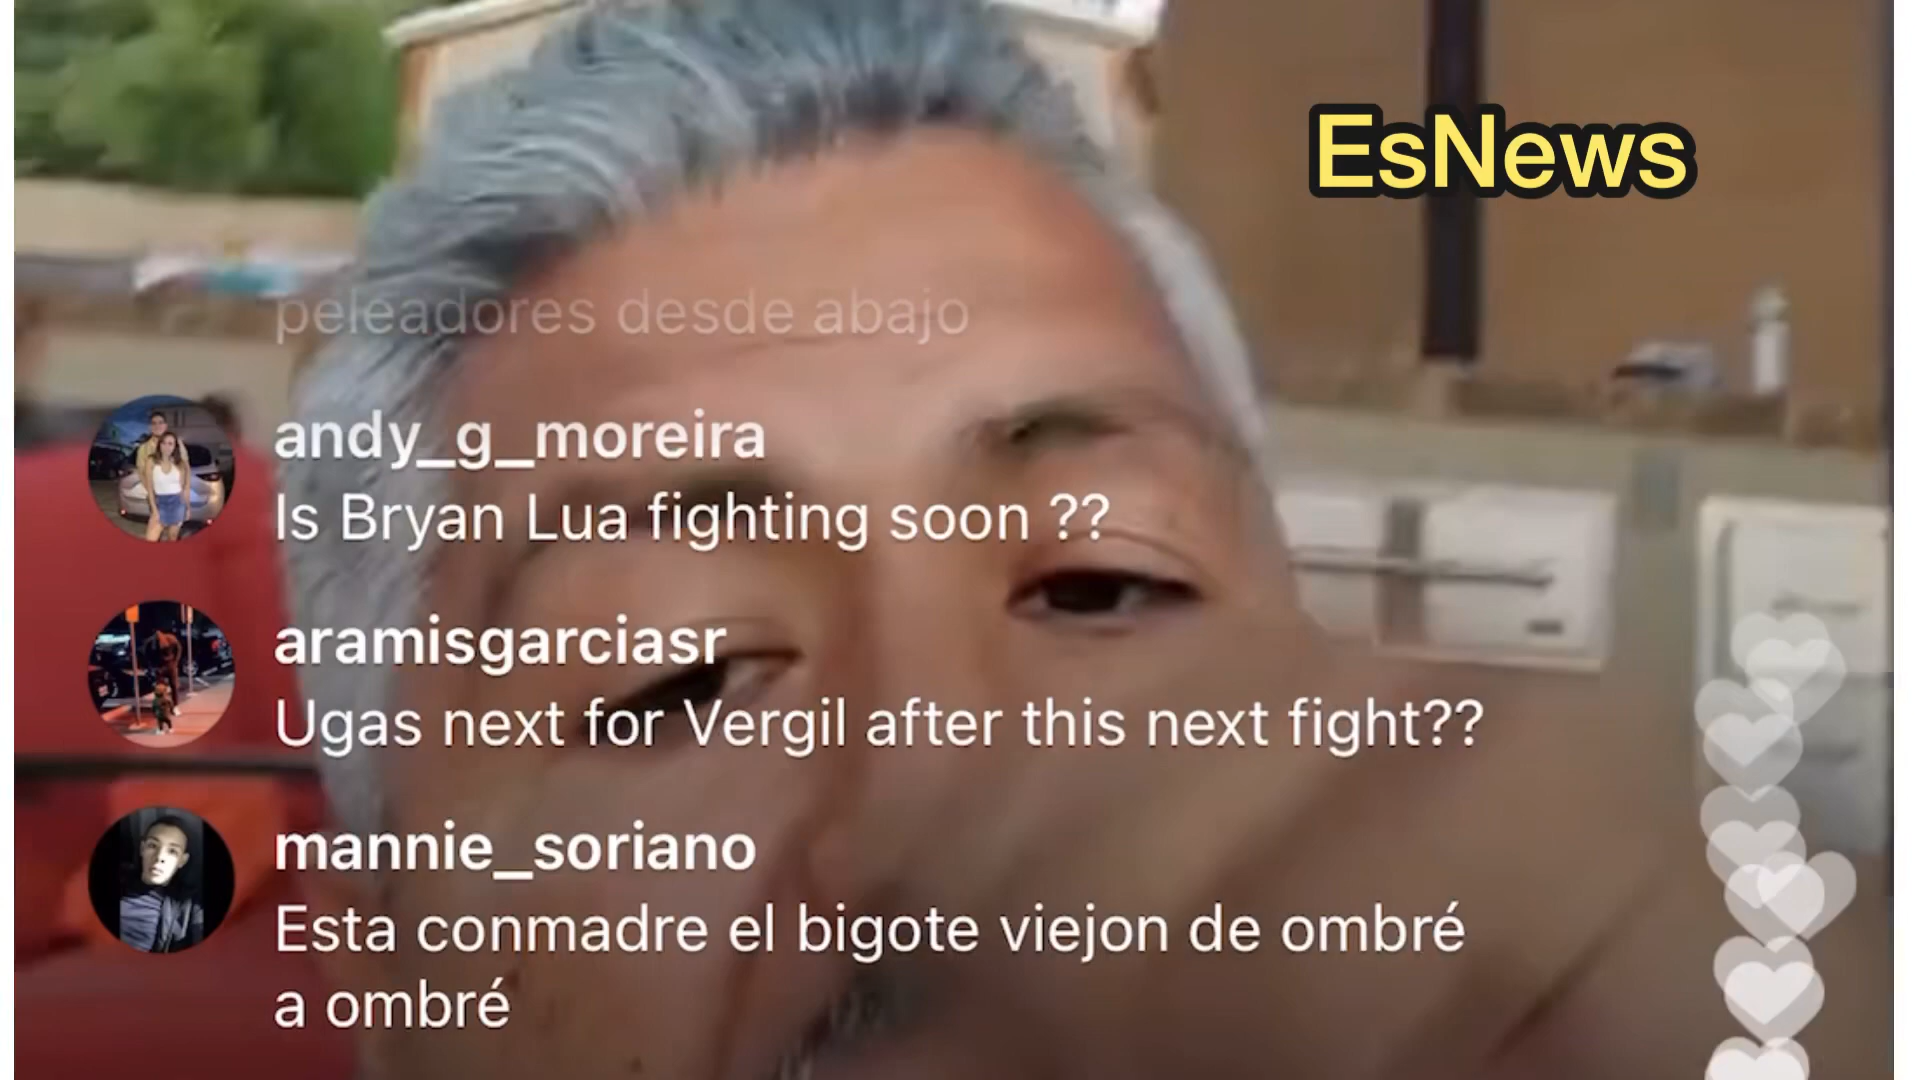 EsNews
peleadores desde abajo
andy_g_moreira
Is Bryan Lua fighting soon ??
aramisgarciasr
Ugas next for Vergil after this next fight??
mannie_soriano
Esta conmadre el bigote viejon de ombré
a ombré